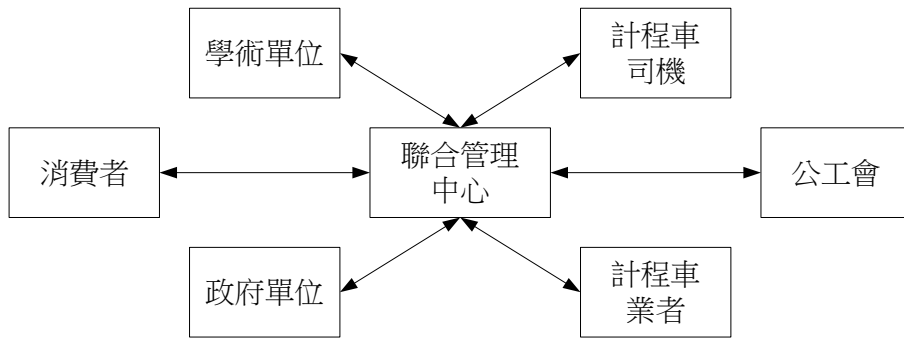 學術單位
計程車
司機
消費者
聯合管理
中心
公工會
政府單位
計程車
業者